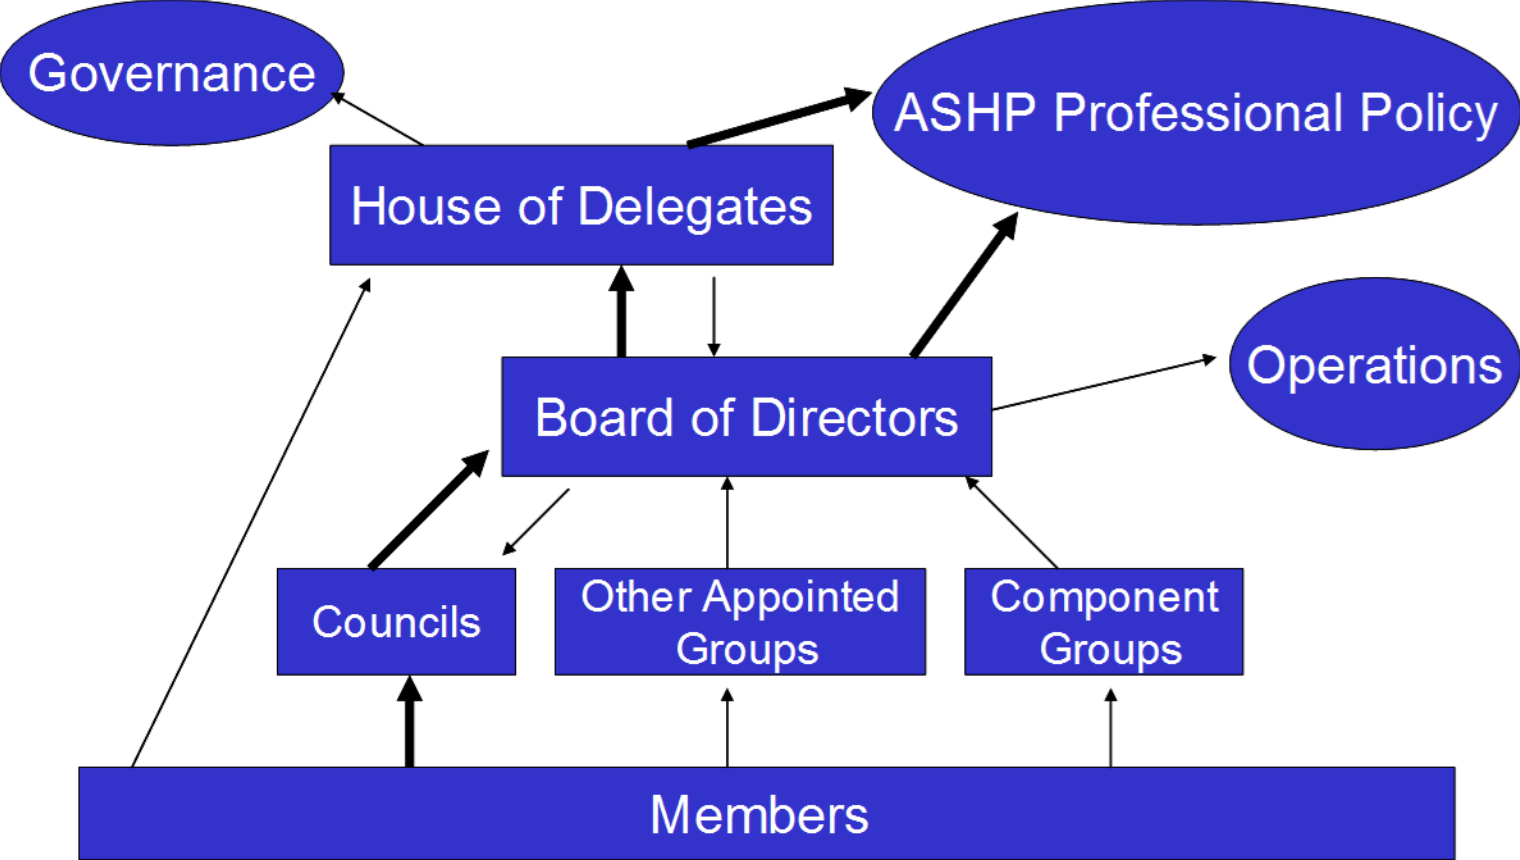 Governance
ASHP Professional Policy
House of Delegates
Operations
Board of Directors
Councils
Other Appointed
Groups
Component
Groups
Members